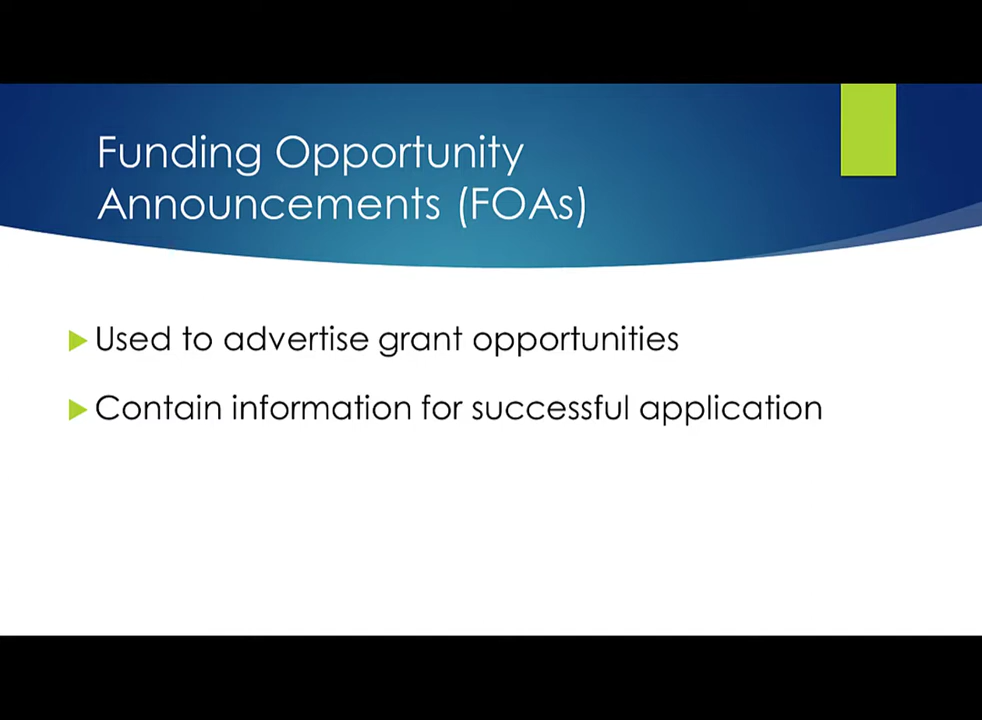 Funding Opportunity
Announcements (FOAs)
Used to advertise grant opportunities
Contain information for successful application